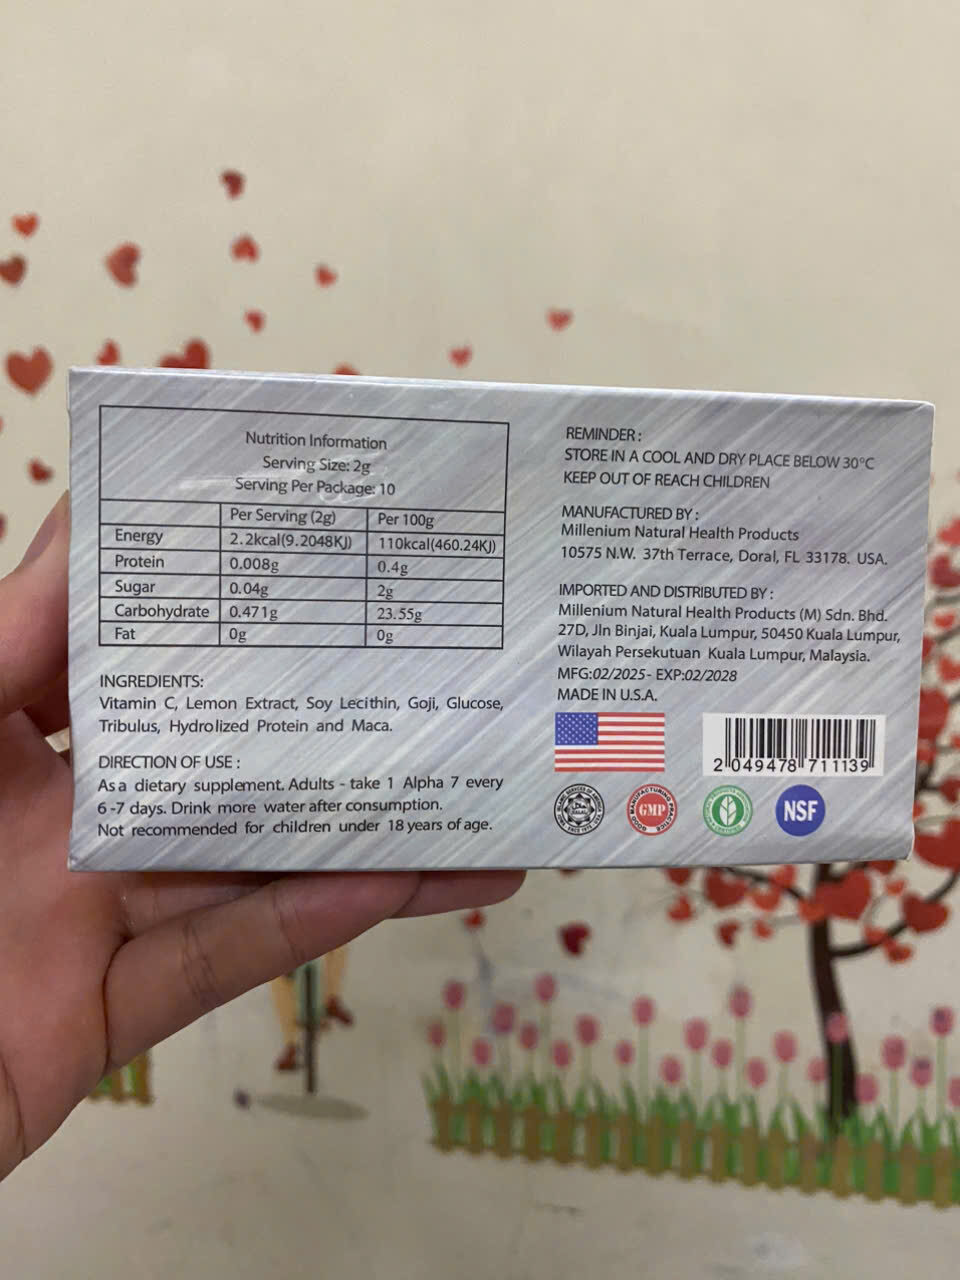 Nutrition Information
Serving Size: 2g
Serving Per Package: 10
Per Serving (2g) Per 100g
Energy 2.2kcal(9.2048KJ) 110kcal(460.24KJ)
Protein 0.008g 0.4g
Sugar 0.04g 2g
Carbohydrate 0.471g 23.55g
Fat 0g 0g
INGREDIENTS:
Vitamin C, Lemon Extract, Soy Lecithin, Goji, Glucose,
Tribulus, Hydrolized Protein and Maca.
DIRECTION OF USE :
As a dietary supplement. Adults - take 1 Alpha 7 every
6 -7 days. Drink more water after consumption.
Not recommended for children under 18 years of age.
REMINDER :
STORE IN A COOL AND DRY PLACE BELOW 30°C
KEEP OUT OF REACH CHILDREN
MANUFACTURED BY :
Millenium Natural Health Products
10575 N.W. 37th Terrace, Doral, FL 33178. USA.
IMPORTED AND DISTRIBUTED BY :
Millenium Natural Health Products (M) Sdn. Bhd.
27D, Jln Binjai, Kuala Lumpur, 50450 Kuala Lumpur,
Wilayah Persekutuan Kuala Lumpur, Malaysia.
MFG:02/2025- EXP:02/2028
MADE IN U.S.A.
2 049478 711139
GOOD MANUFACTURING PRACTICE
GMP
NSF